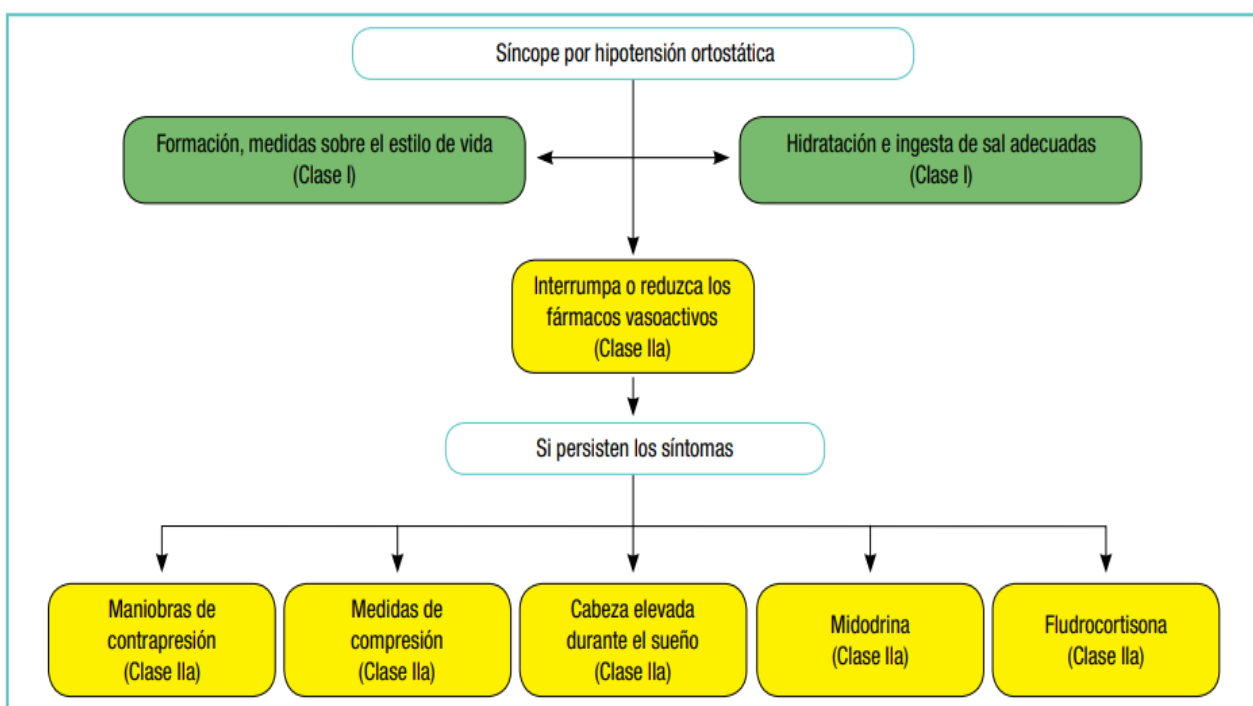 Síncope por hipotensión ortostática
Formación, medidas sobre el estilo de vida
(Clase I)
Hidratación e ingesta de sal adecuadas
(Clase I)
Interrumpa o reduzca los
fármacos vasoactivos
(Clase IIa)
Si persisten los síntomas
Maniobras de
contrapresión
(Clase IIa)
Medidas de
compresión
(Clase IIa)
Cabeza elevada
durante el sueño
(Clase IIa)
Midodrina
(Clase IIa)
Fludrocortisona
(Clase IIa)